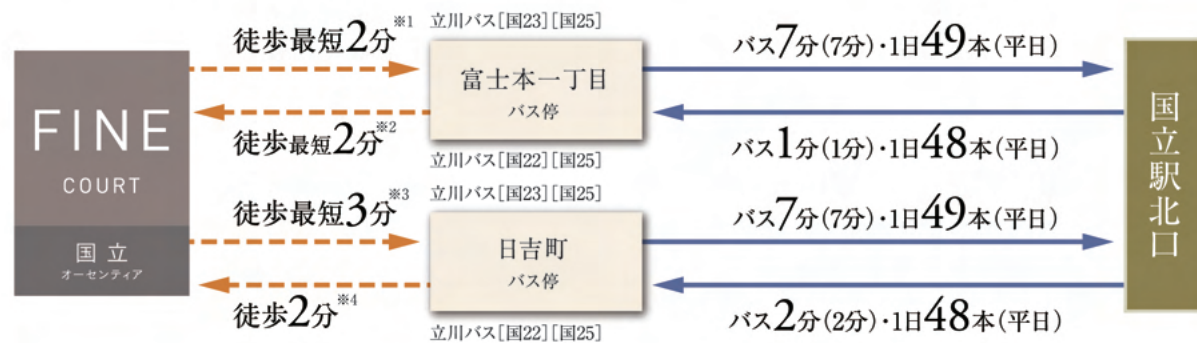 FINE
COURT
国立
オーセンティア
徒歩最短2分※1
徒歩最短2分※2
立川バス[国23][国25]
富士本一丁目
バス停
立川バス[国22][国25]
バス7分(7分)・1日49本(平日)
バス1分(1分)・1日48本(平日)
徒歩最短3分※3
徒歩2分※4
立川バス[国23][国25]
日吉町
バス停
立川バス[国22][国25]
バス7分(7分)・1日49本(平日)
バス2分(2分)・1日48本(平日)
国立駅北口